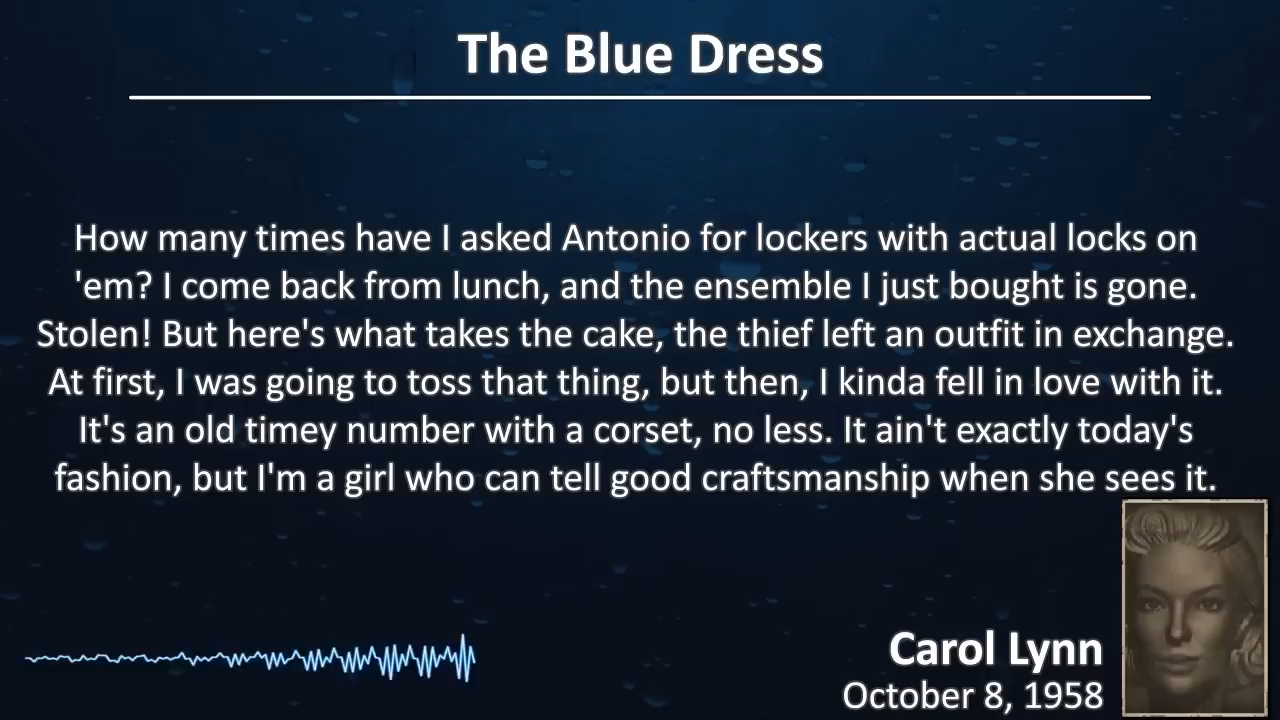 The Blue Dress
How many times have I asked Antonio for lockers with actual locks on
'em? I come back from lunch, and the ensemble I just bought is gone.
Stolen! But here's what takes the cake, the thief left an outfit in exchange.
At first, I was going to toss that thing, but then, I kinda fell in love with it.
It's an old timey number with a corset, no less. It ain't exactly today's
fashion, but I'm a girl who can tell good craftsmanship when she sees it.
Carol Lynn
October 8, 1958